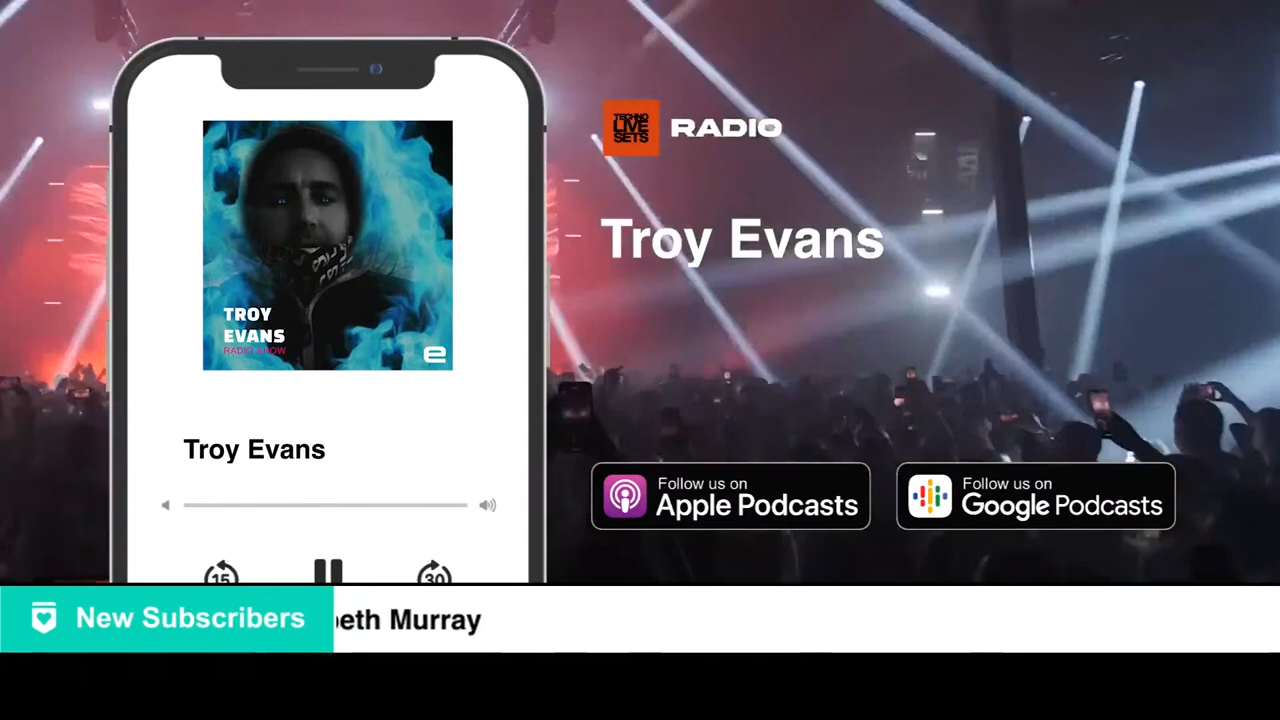 TECHNO
LIVE
SETS
RADIO
Troy Evans
TROY
EVANS
RADIO SHOW
e
Troy Evans
15
30
Follow us on
Apple Podcasts
Follow us on
Google Podcasts
New Subscribers
beth Murray